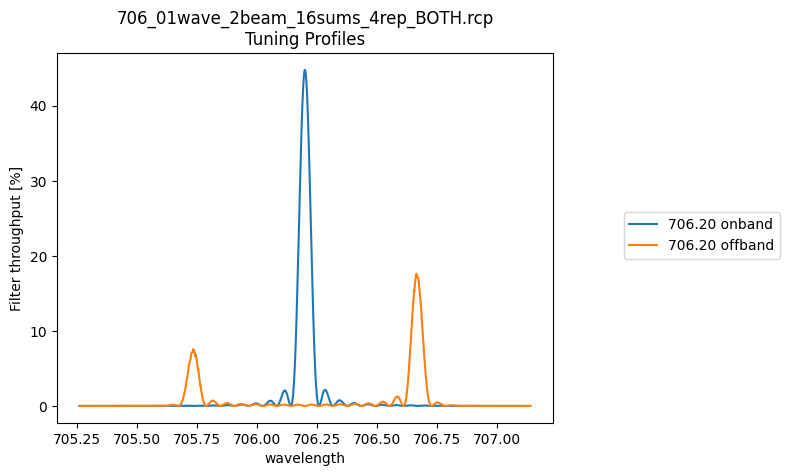 706_01wave_2beam_16sums_4rep_BOTH.rcp
Tuning Profiles
Filter throughput [%]
40
30
20
10
0
705.25 705.50 705.75 706.00 706.25 706.50 706.75 707.00
wavelength
706.20 onband
706.20 offband